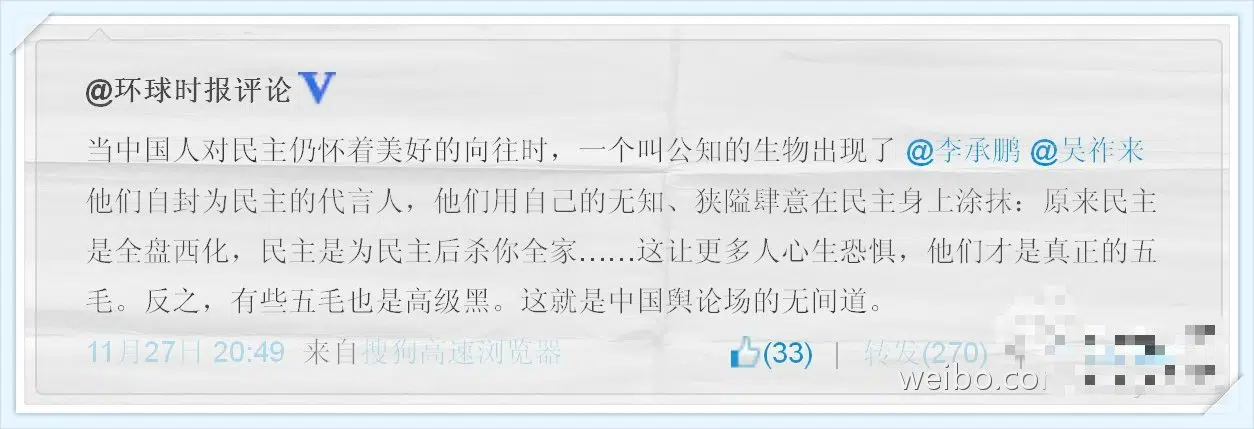 @环球时报评论 V
当中国人对民主仍怀着美好的向往时，一个叫公知的生物出现了 @李承鹏 @吴祚来
他们自封为民主的代言人，他们用自己的无知、狭隘肆意在民主身上涂抹：原来民主
是全盘西化，民主是为民主后杀你全家……这让更多人心生恐惧，他们才是真正的五
毛。反之，有些五毛也是高级黑。这就是中国舆论场的无间道。
11月27日 20:49 来自搜狗高速浏览器 (33) | 转发(270) |
weibo.co